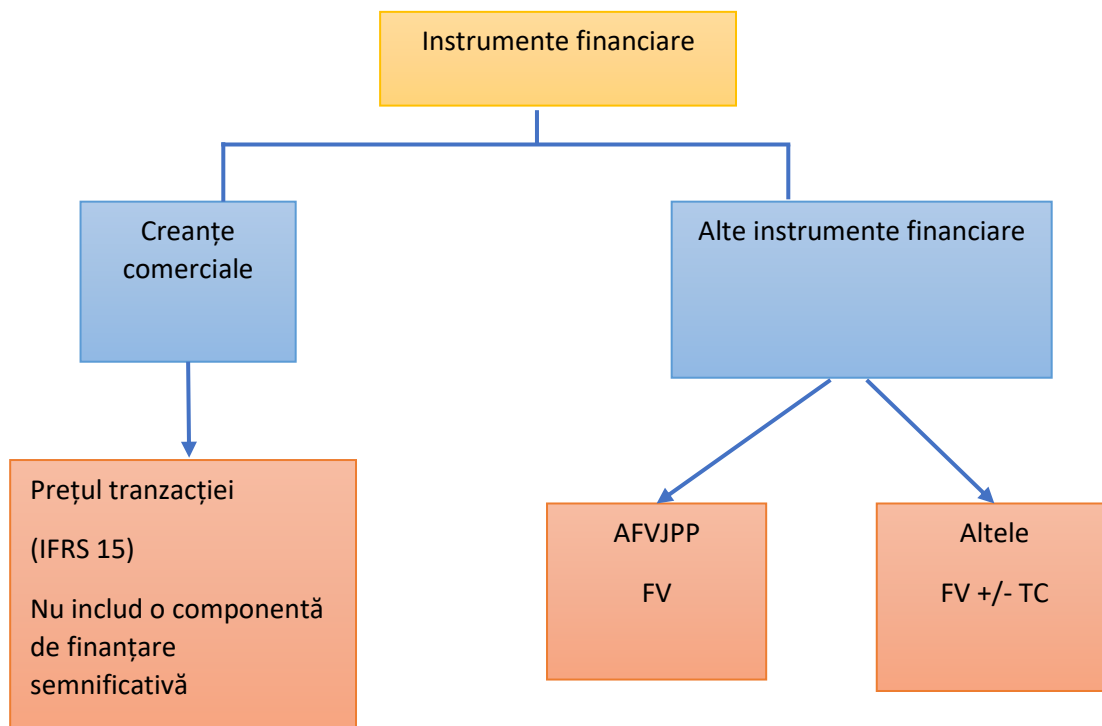 Instrumente financiare
Creanțe
comerciale
Alte instrumente financiare
Prețul tranzacției
(IFRS 15)
Nu includ o componentă
de finanțare
semnificativă
AFVJPP
FV
Altele
FV +/- TC